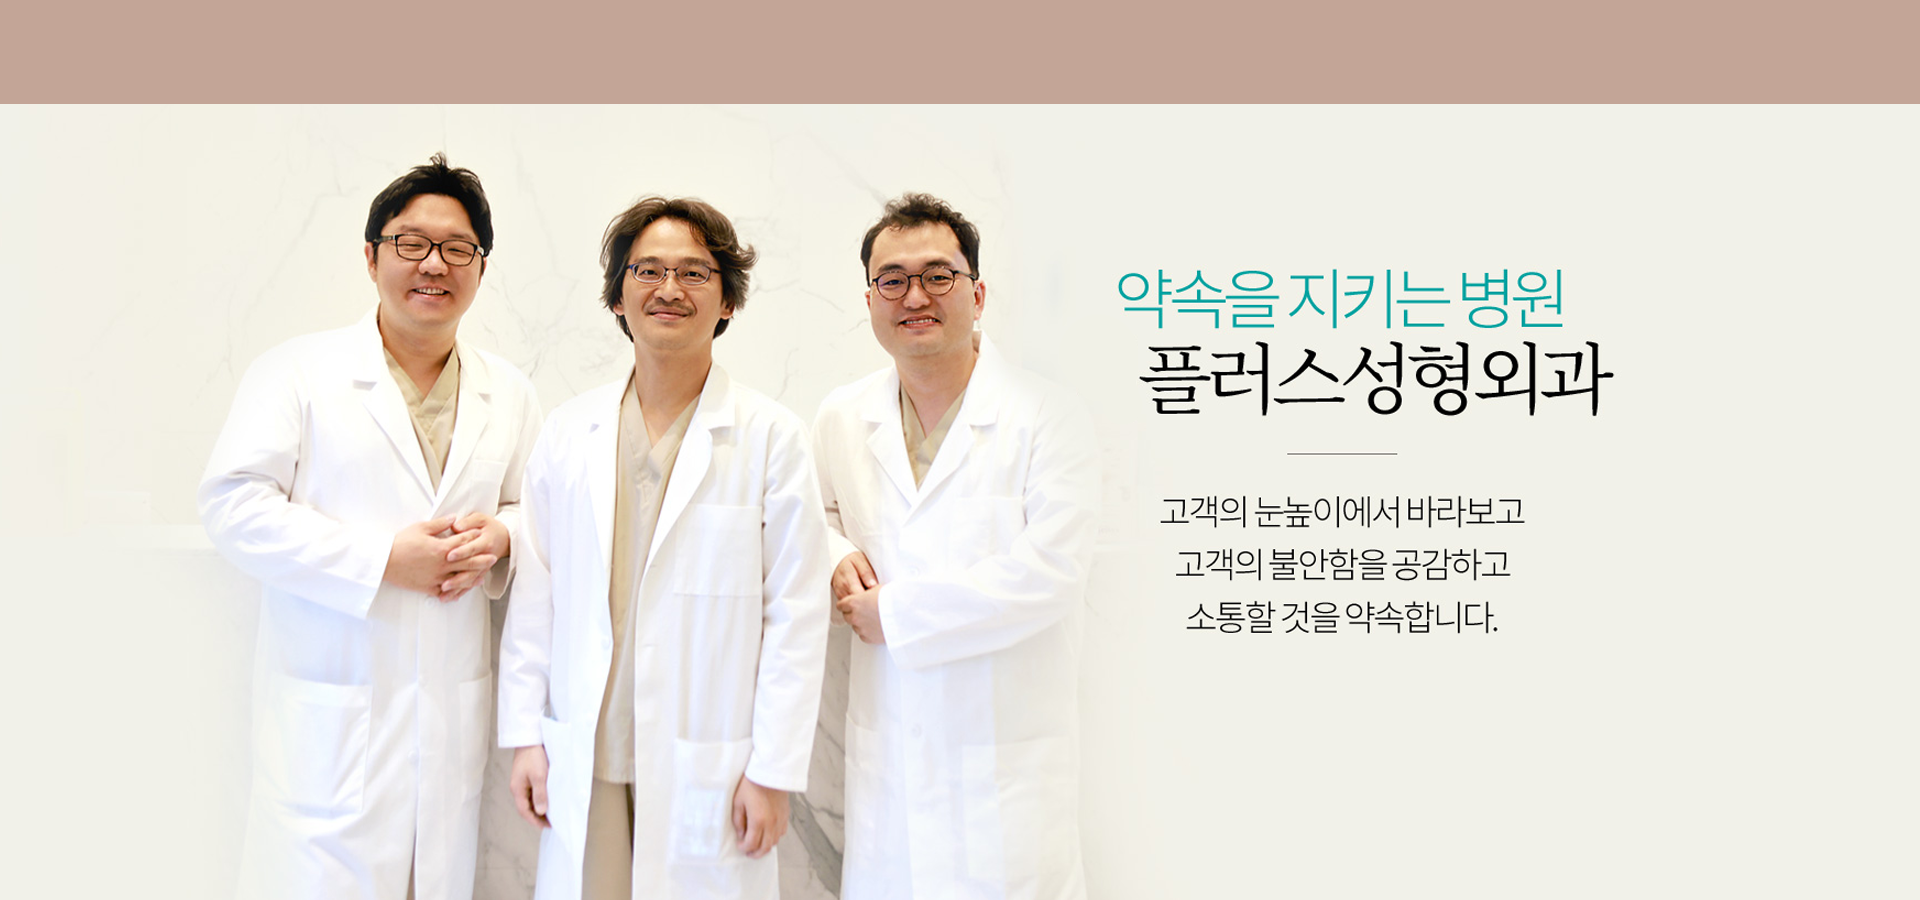 약속을 지키는 병원
플러스성형외과
고객의 눈높이에서 바라보고
고객의 불안함을 공감하고
소통할 것을 약속합니다.